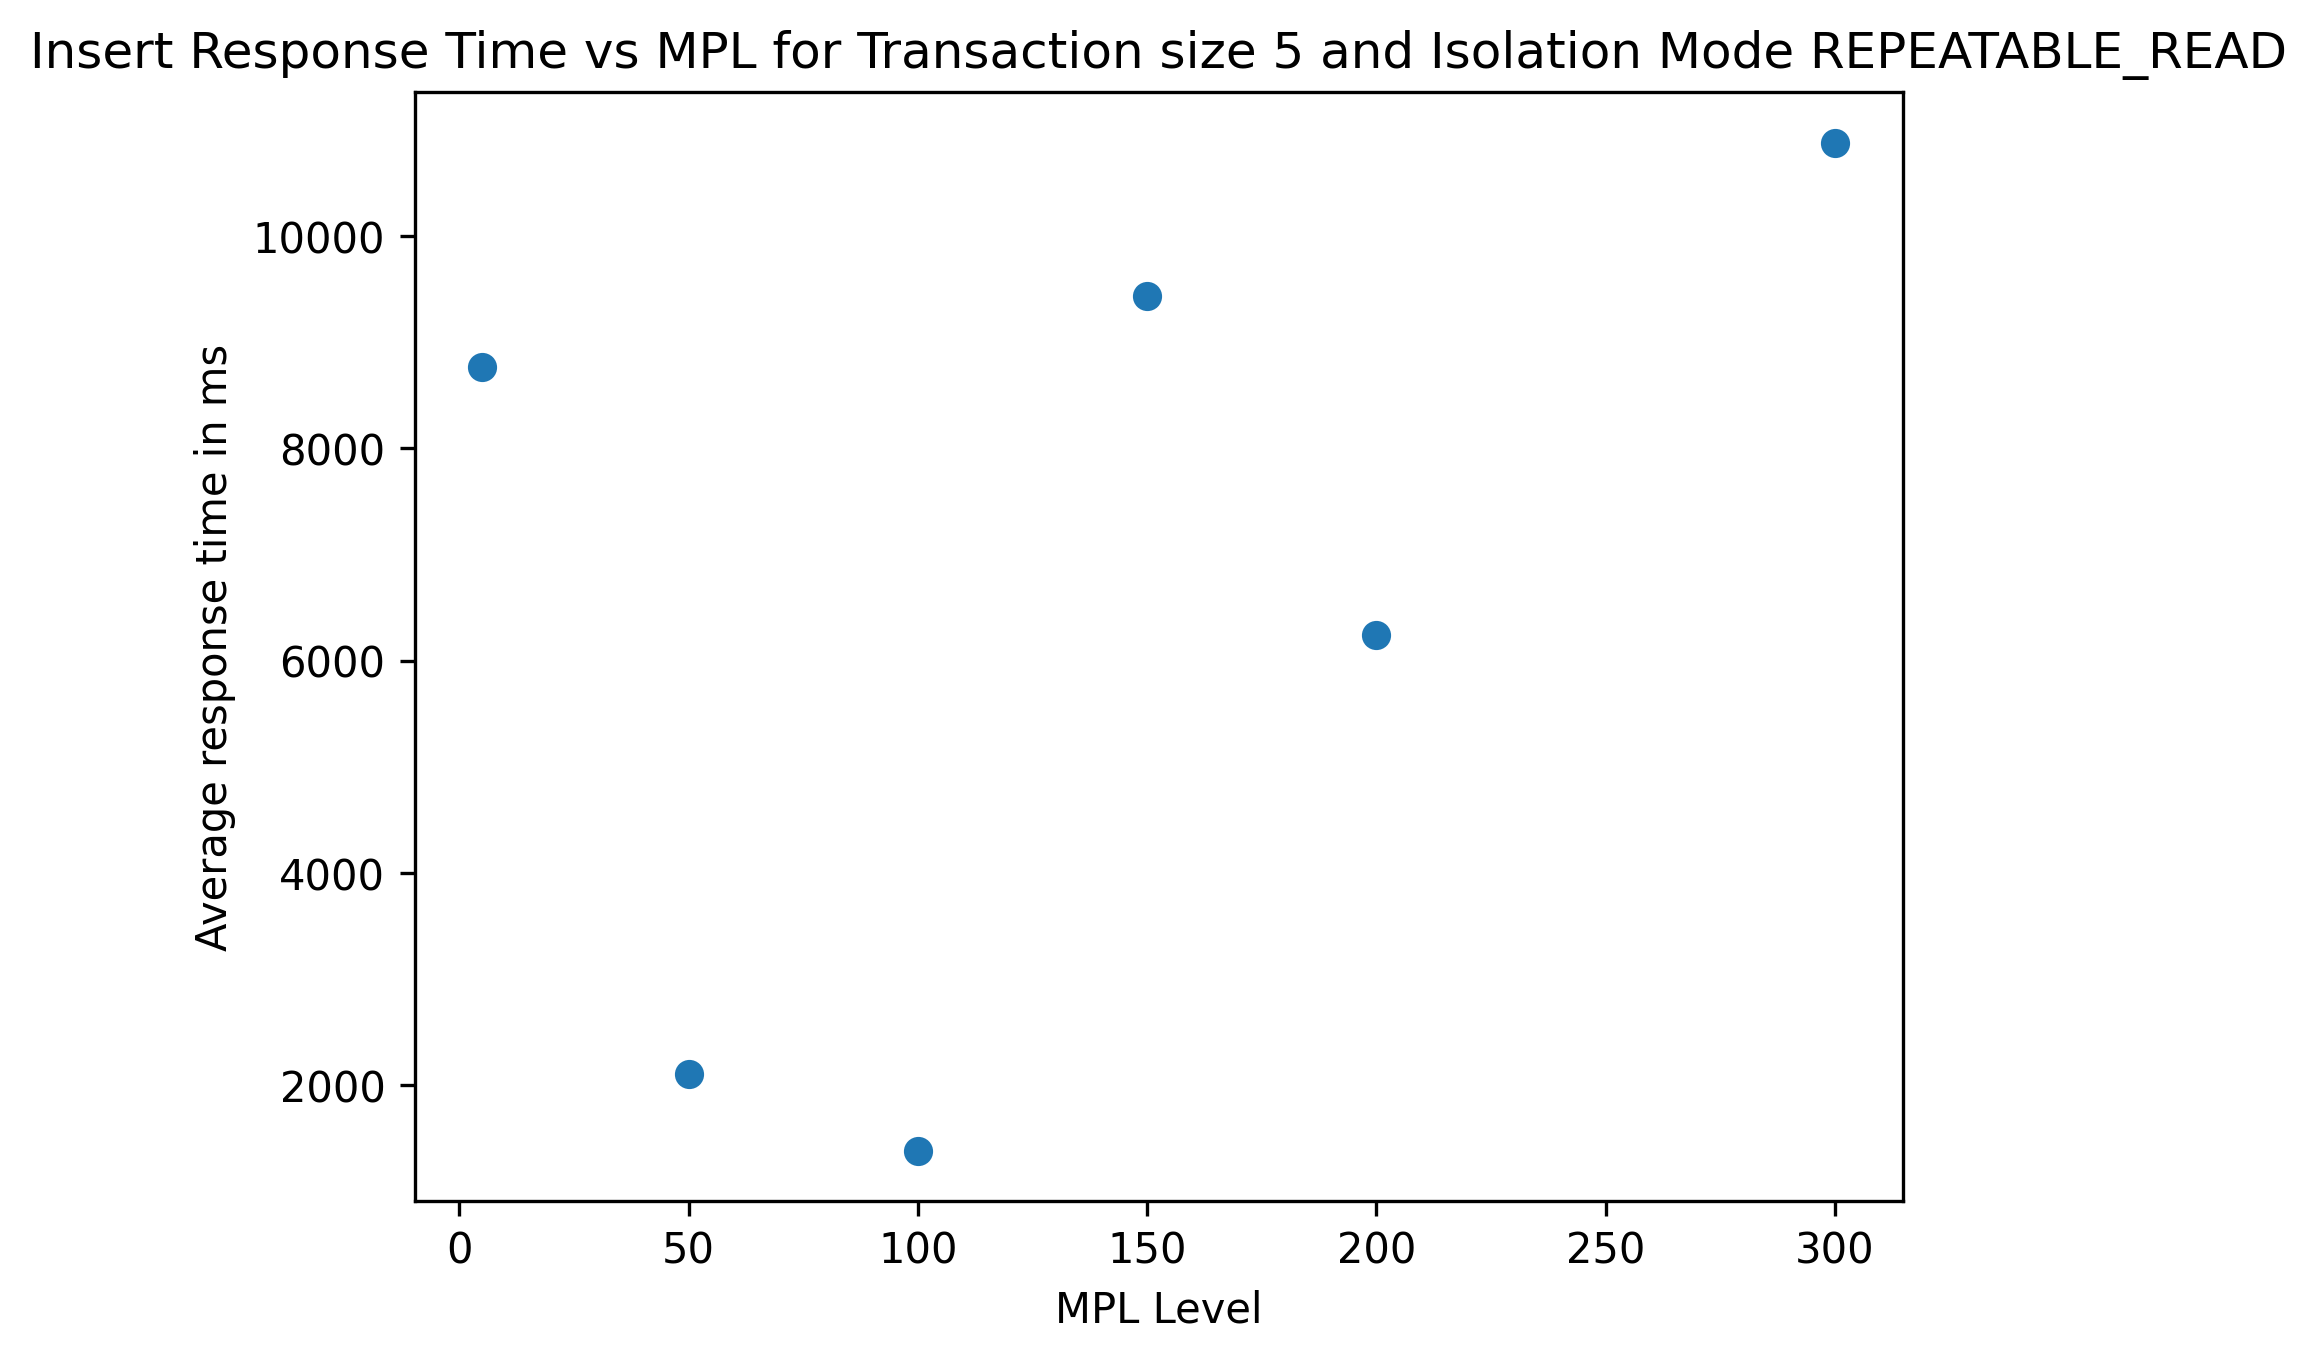 Insert Response Time vs MPL for Transaction size 5 and Isolation Mode REPEATABLE_READ
Average response time in ms
10000
8000
6000
4000
2000
0 50 100 150 200 250 300
MPL Level